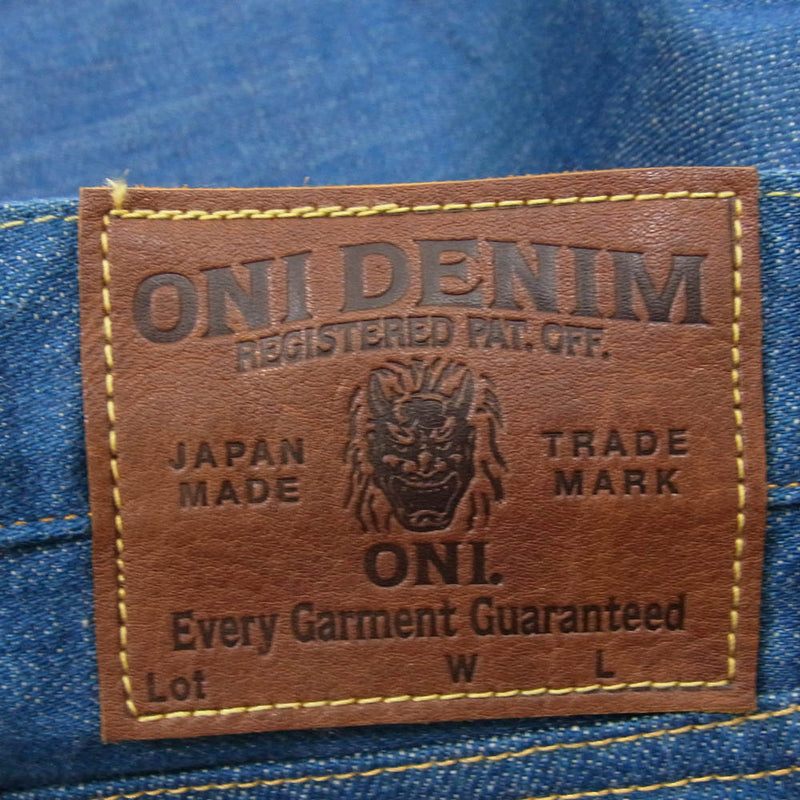 ONI DENIM
REGISTERED PAT. OFF.
JAPAN
MADE
TRADE
MARK
ONI.
Every Garment Guaranteed
Lot W L